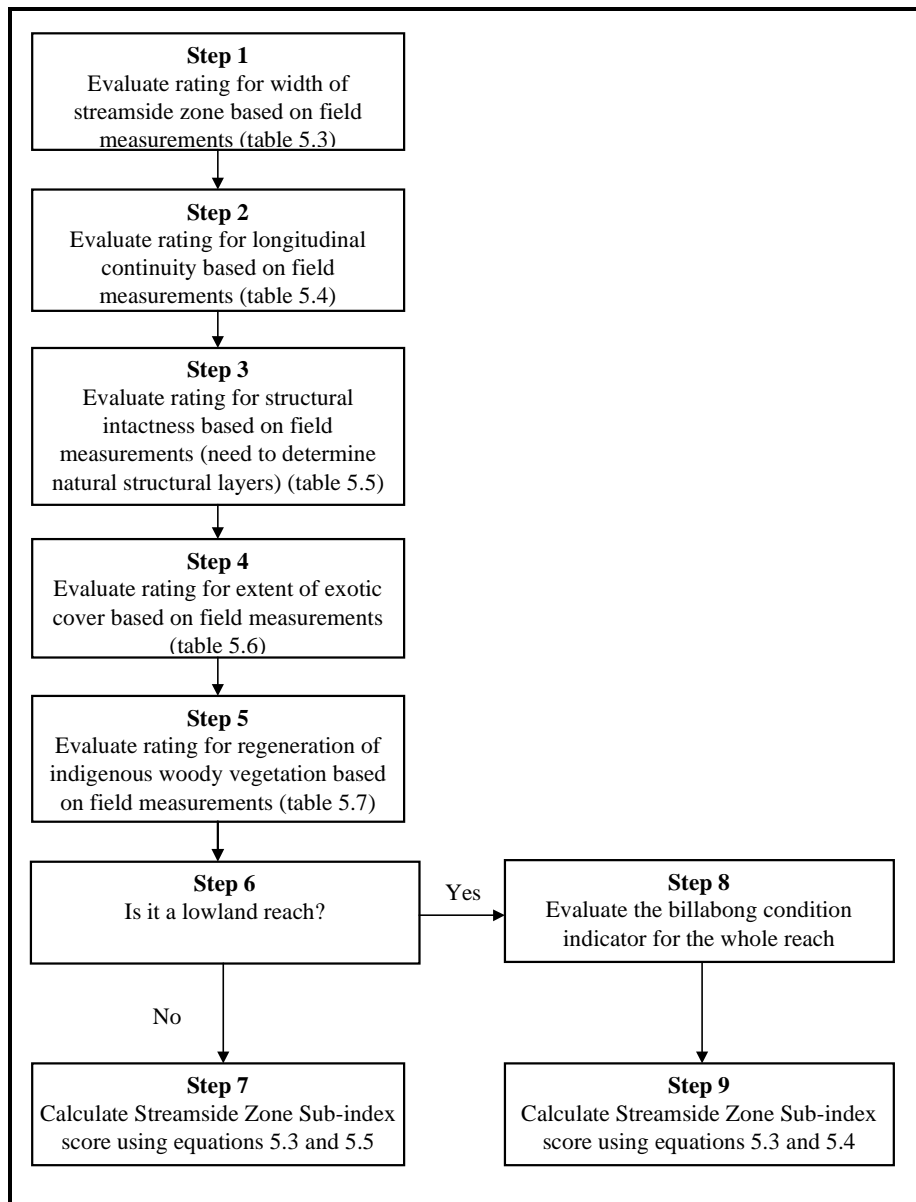 Step 1
Evaluate rating for width of
streamside zone based on field
measurements (table 5.3)
Step 2
Evaluate rating for longitudinal
continuity based on field
measurements (table 5.4)
Step 3
Evaluate rating for structural
intactness based on field
measurements (need to determine
natural structural layers) (table 5.5)
Step 4
Evaluate rating for extent of exotic
cover based on field measurements
(table 5.6)
Step 5
Evaluate rating for regeneration of
indigenous woody vegetation based
on field measurements (table 5.7)
Step 6
Is it a lowland reach?
Yes
Step 8
Evaluate the billabong condition
indicator for the whole reach
No
Step 7
Calculate Streamside Zone Sub-index
score using equations 5.3 and 5.5
Step 9
Calculate Streamside Zone Sub-index
score using equations 5.3 and 5.4